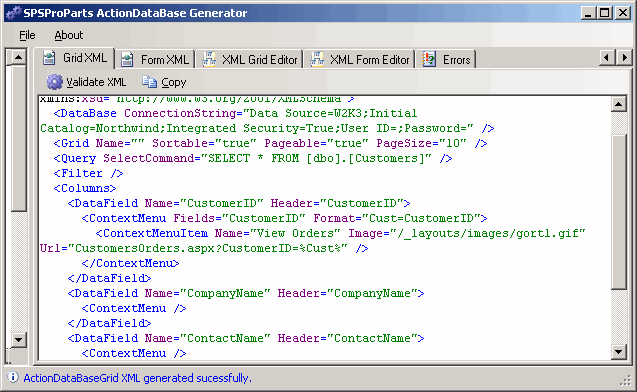 SPSProParts ActionDataBase Generator
File About
Grid XML Form XML XML Grid Editor XML Form Editor Errors
Validate XML Copy
xmlns:xsd="http://www.w3.org/2001/XMLSchema">
<DataBase ConnectionString="Data Source=W2K3;Initial
Catalog=Northwind;Integrated Security=True;User ID=;Password=" />
<Grid Name="" Sortable="true" Pageable="true" PageSize="10" />
<Query SelectCommand="SELECT * FROM [dbo].[Customers]" />
<Filter />
<Columns>
<DataField Name="CustomerID" Header="CustomerID">
<ContextMenu Fields="CustomerID" Format="Cust=CustomerID">
<ContextMenuItem Name="View Orders" Image="/_layouts/images/gortl.gif"
Url="CustomersOrders.aspx?CustomerID=%Cust%" />
</ContextMenu>
</DataField>
<DataField Name="CompanyName" Header="CompanyName">
<ContextMenu />
</DataField>
<DataField Name="ContactName" Header="ContactName">
<ContextMenu />
ActionDataBaseGrid XML generated sucessfully.